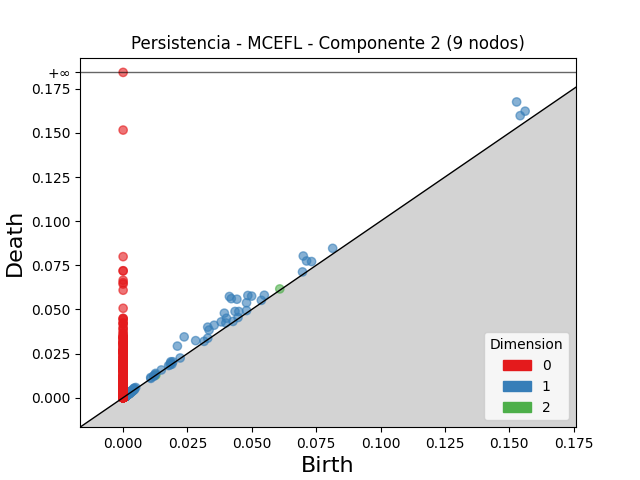 Persistencia - MCEFL - Componente 2 (9 nodos)
+∞
0.175
0.150
0.125
0.100
0.075
0.050
0.025
0.000
Death
Dimension
0
1
2
0.000 0.025 0.050 0.075 0.100 0.125 0.150 0.175
Birth